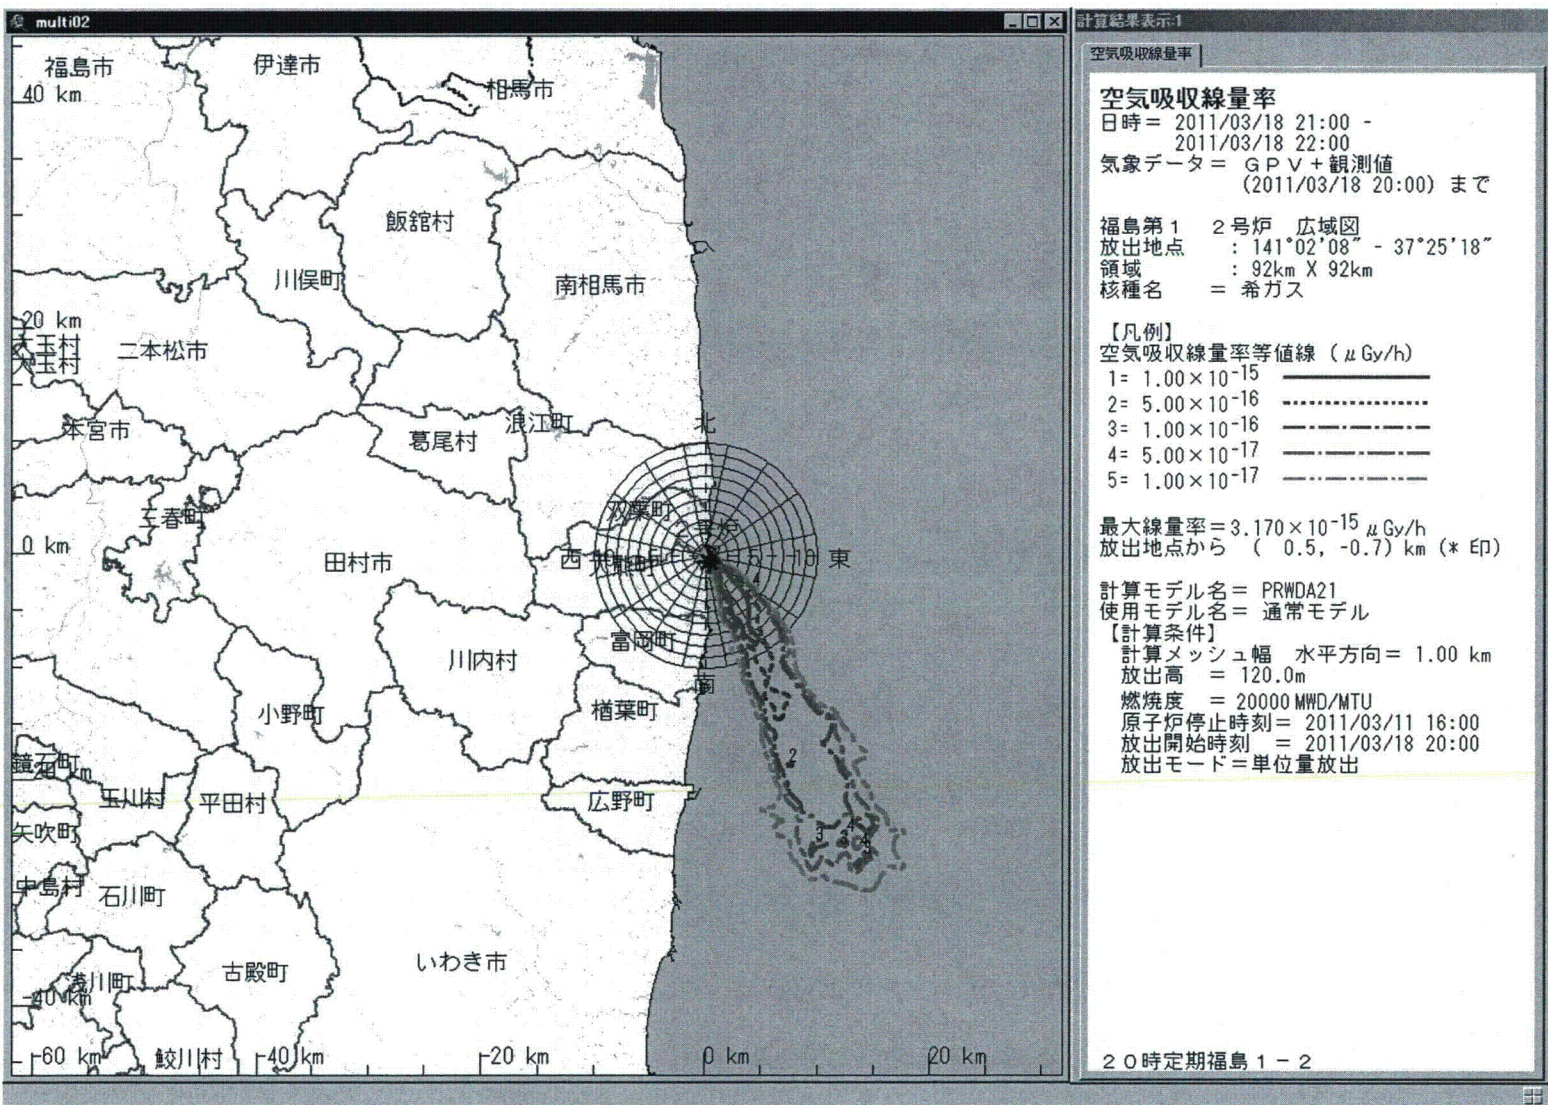 multi02
福島市
伊達市
相馬市
40 km
飯舘村
川俣町
南相馬市
20 km
大玉村
大玉村
二本松市
本宮市
葛尾村
浪江町
北
双葉町
三春町
0 km
田村市
西
10
東
富岡町
川内村
南
小野町
楢葉町
鏡石町
-20 km
2
玉川村
平田村
広野町
矢吹町
3
3
4
中島村
石川町
浅川町
古殿町
いわき市
-40 km
-60 km
鮫川村
-40 km
-20 km
0 km
20 km
計算結果表示:1
空気吸収線量率
空気吸収線量率
日時= 2011/03/18 21:00 -
2011/03/18 22:00
気象データ= GPV+観測値
(2011/03/18 20:00) まで
福島第1 2号炉 広域図
放出地点 : 141°02'08" - 37°25'18"
領域 : 92km X 92km
核種名 = 希ガス
【凡例】
空気吸収線量率等値線 (μGy/h)
1= 1.00×10-15
2= 5.00×10-16
3= 1.00×10-16
4= 5.00×10-17
5= 1.00×10-17
最大線量率=3.170×10-15 μGy/h
放出地点から ( 0.5, -0.7) km (* 印)
計算モデル名= PRWDA21
使用モデル名= 通常モデル
【計算条件】
計算メッシュ幅 水平方向= 1.00 km
放出高 = 120.0m
燃焼度 = 20000MWD/MTU
原子炉停止時刻= 2011/03/11 16:00
放出開始時刻 = 2011/03/18 20:00
放出モード=単位量放出
20時定期福島1-2